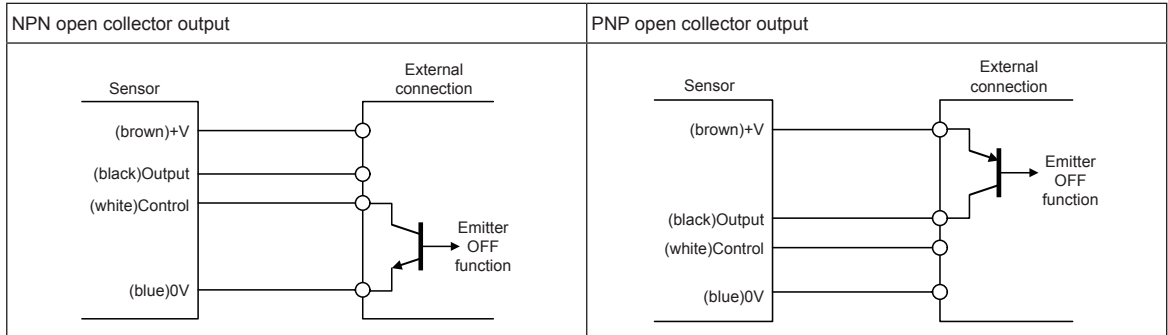 NPN open collector output
Sensor
External
connection
(brown)+V
(black)Output
(white)Control
(blue)0V
Emitter
OFF
function
PNP open collector output
Sensor
External
connection
(brown)+V
(black)Output
(white)Control
(blue)0V
Emitter
OFF
function